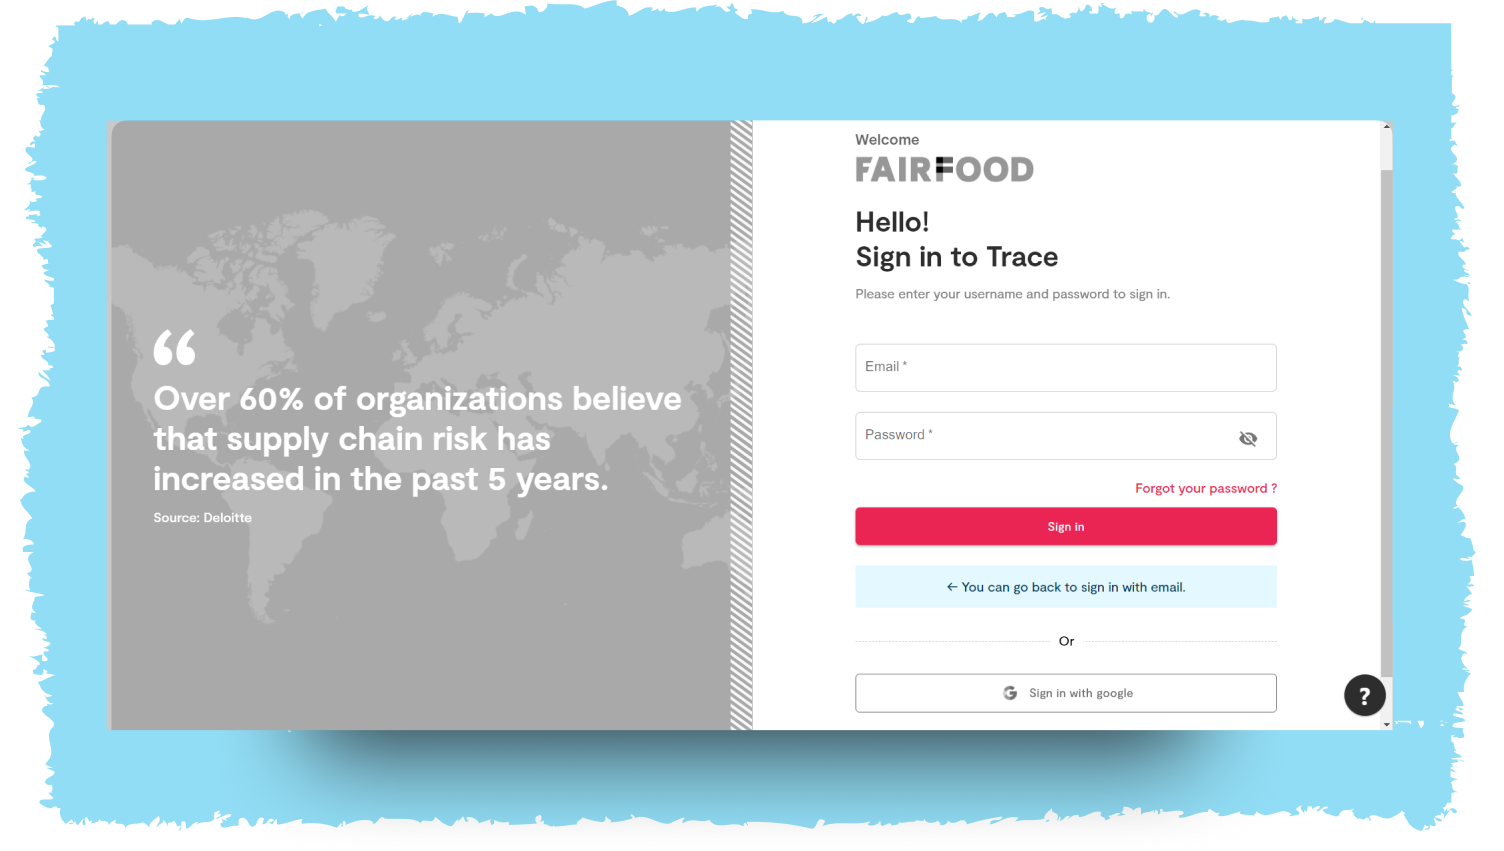 “
Over 60% of organizations believe
that supply chain risk has
increased in the past 5 years.
Source: Deloitte
Welcome
FAIRFOOD
Hello!
Sign in to Trace
Please enter your username and password to sign in.
Email *
Password *
Forgot your password ?
Sign in
← You can go back to sign in with email.
Or
G Sign in with google
?